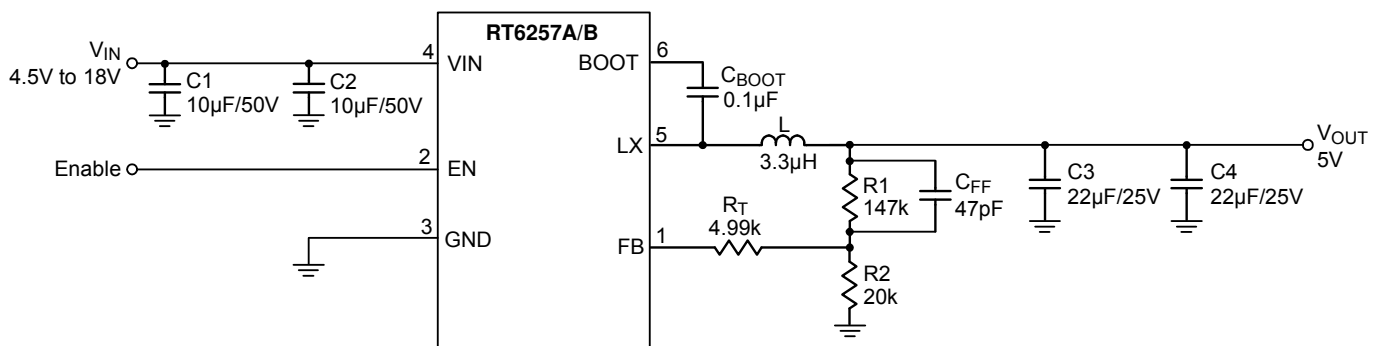 RT6257A/B
VIN
4.5V to 18V
C1
10µF/50V
C2
10µF/50V
4
VIN
BOOT
6
CBOOT
0.1µF
LX
5
L
3.3µH
VOUT
5V
Enable
2
EN
R1
147k
CFF
47pF
C3
22µF/25V
C4
22µF/25V
3
GND
FB
1
RT
4.99k
R2
20k